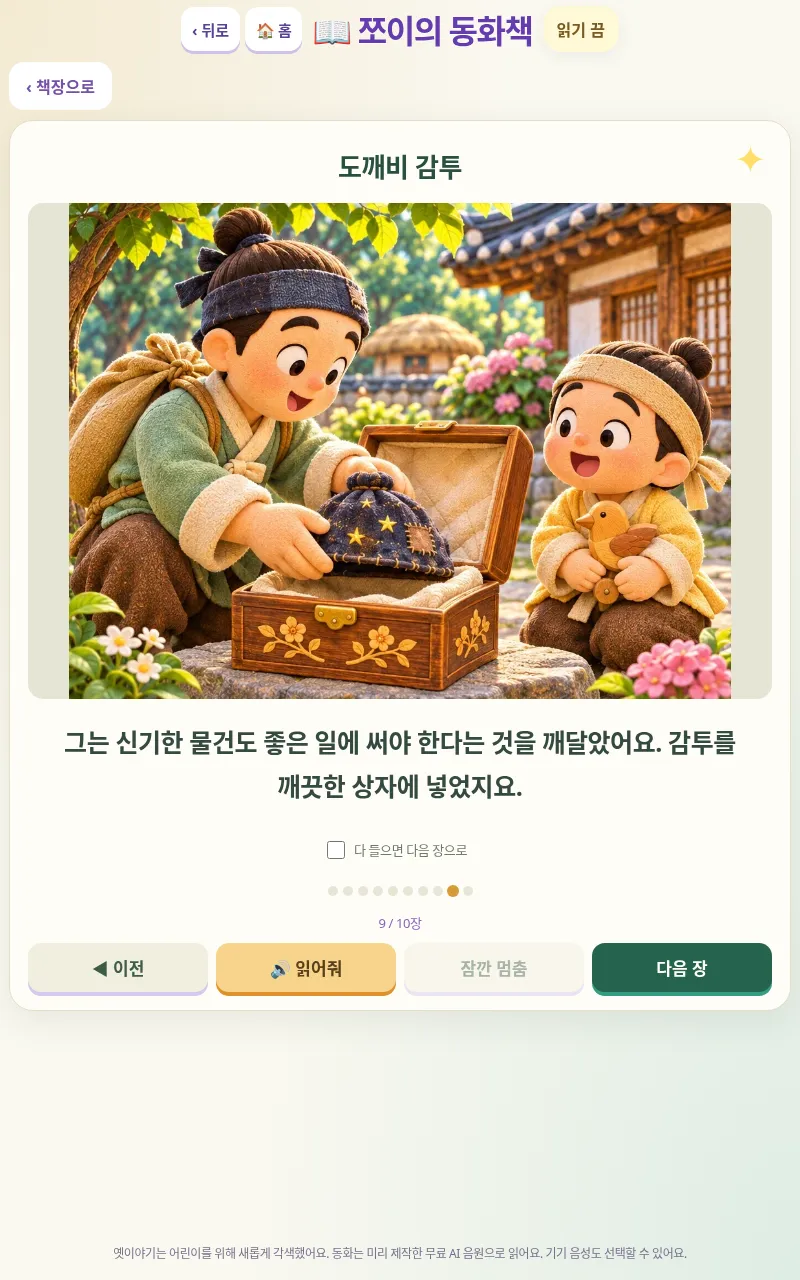 ‹ 뒤로 🏠 홈 📖 쪼이의 동화책 읽기 끔
‹ 책장으로
도깨비 감투
그는 신기한 물건도 좋은 일에 써야 한다는 것을 깨달았어요. 감투를
깨끗한 상자에 넣었지요.
다 들으면 다음 장으로
9 / 10장
◀ 이전 🔊 읽어줘 잠깐 멈춤 다음 장
옛이야기는 어린이를 위해 새롭게 각색했어요. 동화는 미리 제작한 무료 AI 음원으로 읽어요. 기기 음성도 선택할 수 있어요.